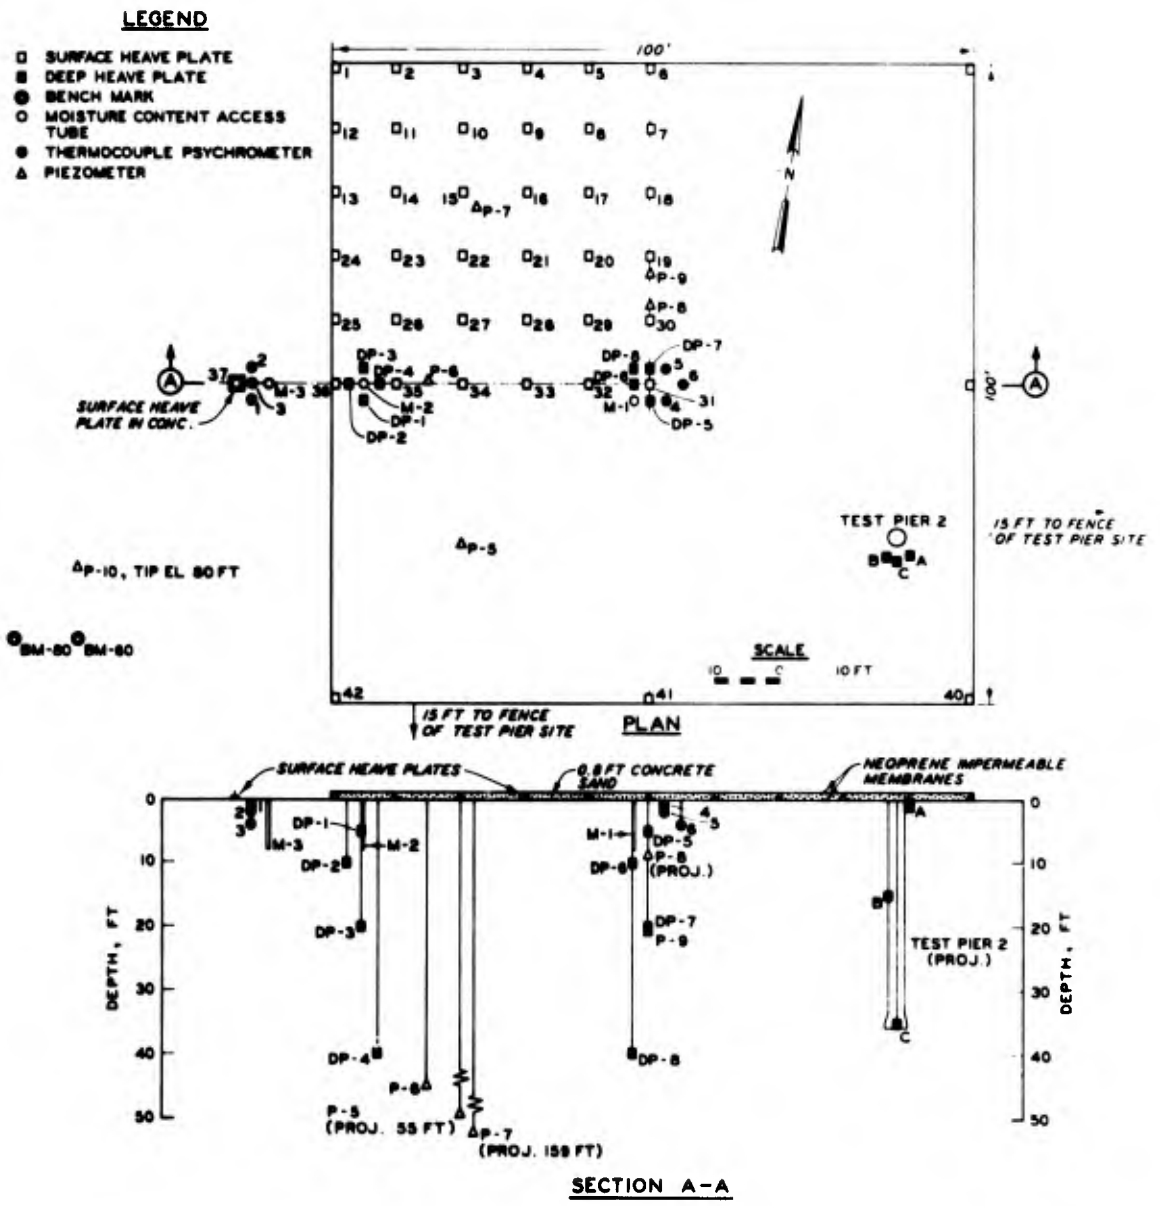 LEGEND
SURFACE HEAVE PLATE
DEEP HEAVE PLATE
BENCH MARK
MOISTURE CONTENT ACCESS
TUBE
THERMOCOUPLE PSYCHROMETER
PIEZOMETER
100'
1 2 3 4 5 6
12 11 10 9 8 7
N
13 14 15 16 17 18
P-7
24 23 22 21 20 19
P-9
P-8
25 26 27 28 29 30
DP-3 DP-8 DP-7
A 37 2 M-3 36 DP-4 P-6 DP-6 5 6 A
1 3 35 34 33 32 31 100'
SURFACE HEAVE
PLATE IN CONC.
M-2 M-1 4
DP-1 DP-5
DP-2
TEST PIER 2
15 FT TO FENCE
OF TEST PIER SITE
P-5
B A
C
P-10, TIP EL 80 FT
BM-80 BM-60
SCALE
10 0 10 FT
42 41 40
15 FT TO FENCE
OF TEST PIER SITE
PLAN
SURFACE HEAVE PLATES
0.8 FT CONCRETE
SAND
NEOPRENE IMPERMEABLE
MEMBRANES
0 0
2 1 4 A
3 DP-1 M-1 5 6
M-3 M-2 DP-5
10 DP-2 DP-6 P-8 10
(PROJ.)
B
20 DP-3 DP-7 20
P-9
TEST PIER 2
(PROJ.)
DEPTH, FT DEPTH, FT
30 30
C
40 DP-4 DP-8 40
P-6
50 P-5 50
(PROJ. 55 FT)
P-7
(PROJ. 159 FT)
SECTION A-A